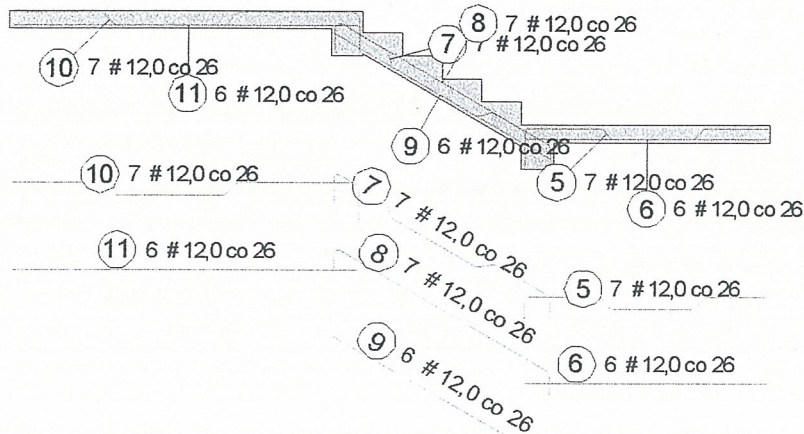 8 7 # 12,0 co 26
7 7 # 12,0 co 26
10 7 # 12,0 co 26
11 6 # 12,0 co 26
9 6 # 12,0 co 26
5 7 # 12,0 co 26
6 6 # 12,0 co 26
10 7 # 12,0 co 26
7 7 # 12,0 co 26
11 6 # 12,0 co 26
8 7 # 12,0 co 26
5 7 # 12,0 co 26
9 6 # 12,0 co 26
6 6 # 12,0 co 26